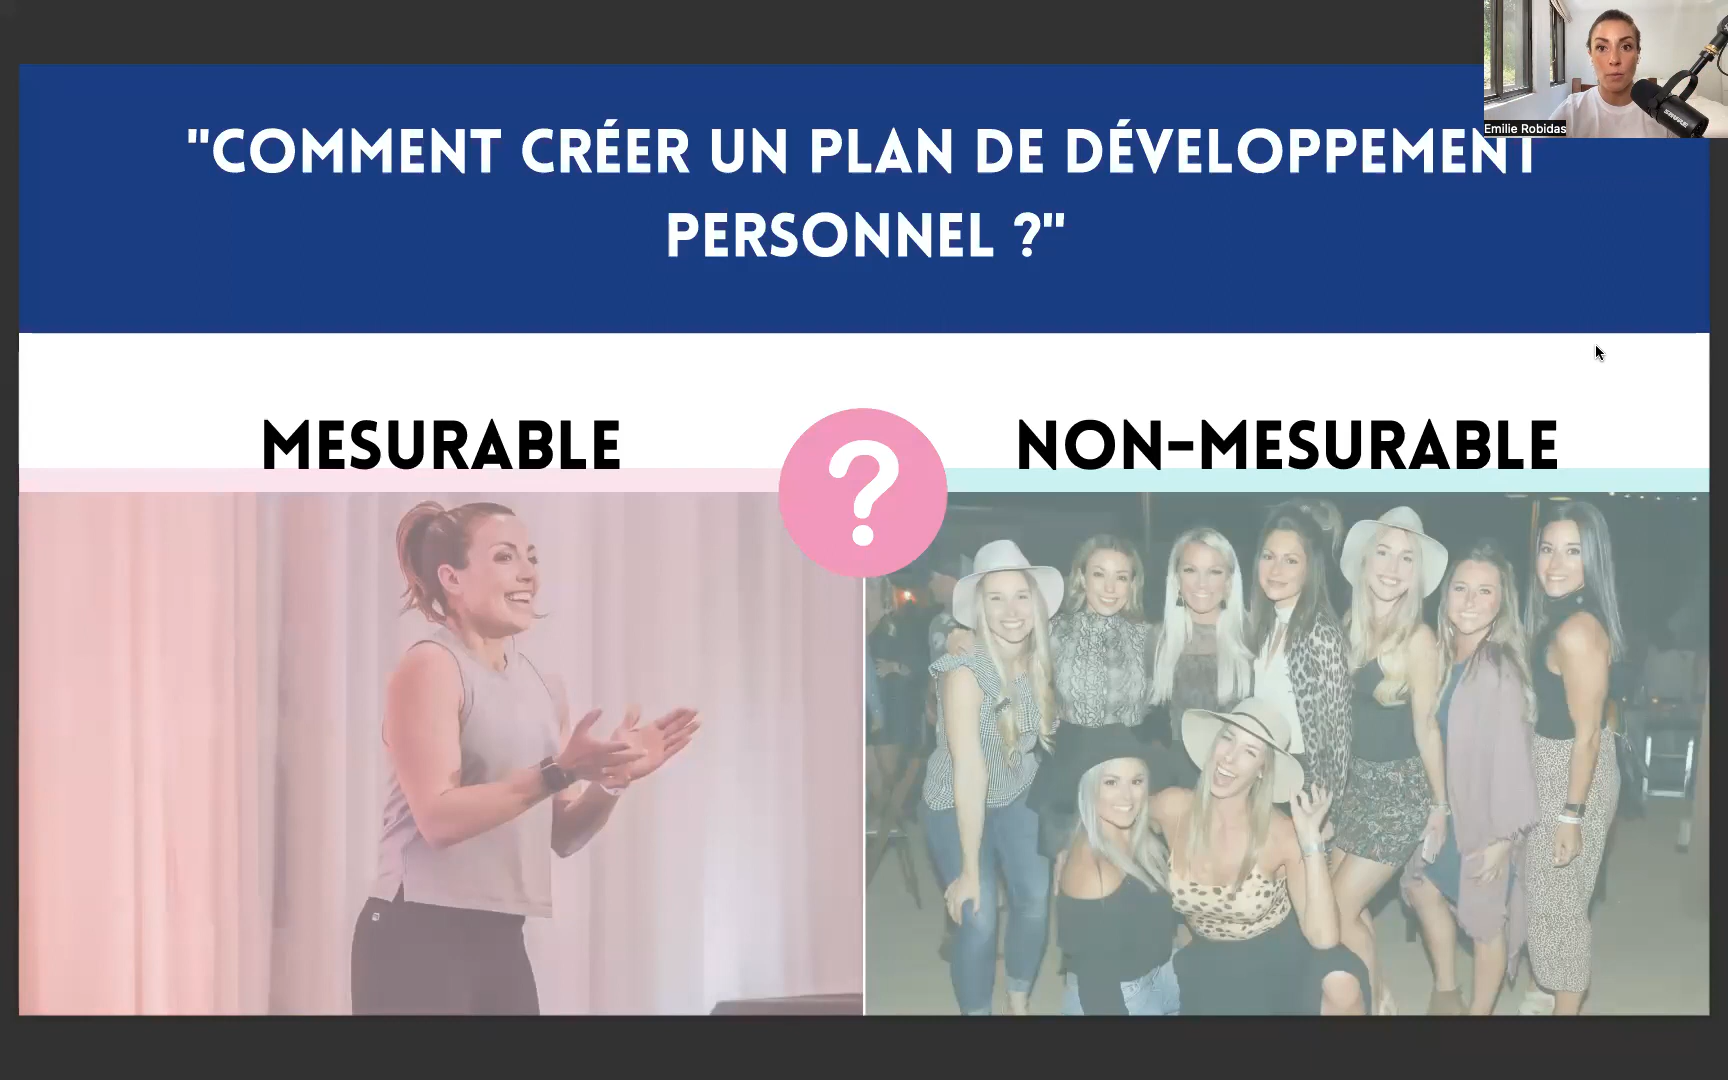 "COMMENT CRÉER UN PLAN DE DÉVELOPPEMENT
PERSONNEL ?"
Emilie Robidas
MESURABLE
?
NON-MESURABLE